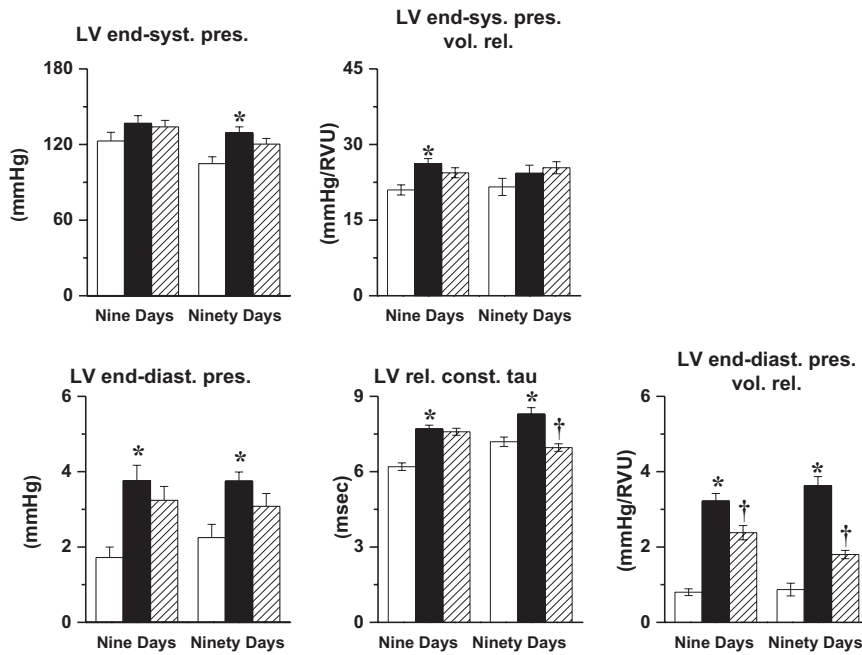 LV end-syst. pres.
180
120
60
0
(mmHg)
*
Nine Days Ninety Days
LV end-sys. pres.
vol. rel.
45
30
15
0
(mmHg/RVU)
*
Nine Days Ninety Days
LV end-diast. pres.
6
4
2
0
(mmHg)
* *
Nine Days Ninety Days
LV rel. const. tau
9
6
3
0
(msec)
* * †
Nine Days Ninety Days
LV end-diast. pres.
vol. rel.
6
4
2
0
(mmHg/RVU)
* † * †
Nine Days Ninety Days